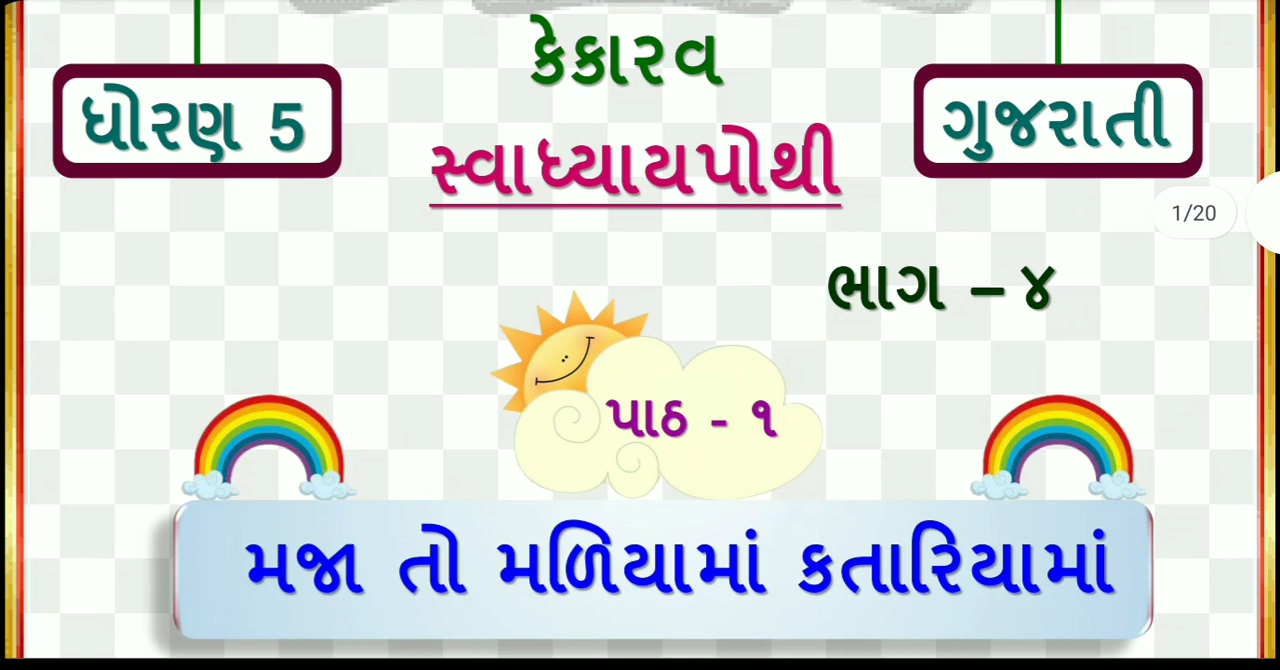 કેકારવ
ધોરણ 5
ગુજરાતી
સ્વાધ્યાયપોથી
1/20
ભાગ – ૪
પાઠ - ૧
મજા તો મળિયામાં કતારિયામાં